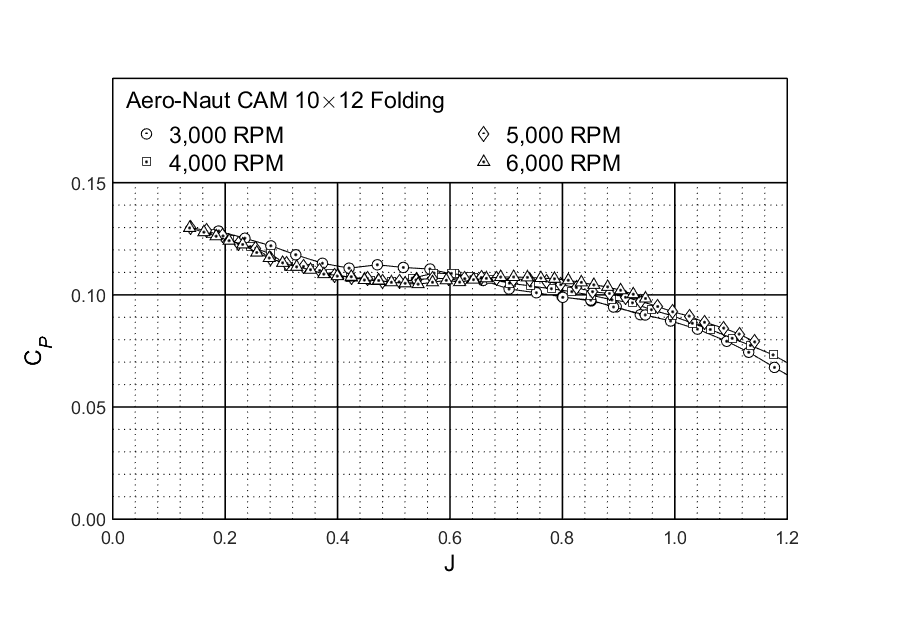 Aero-Naut CAM 10×12 Folding
3,000 RPM
4,000 RPM
5,000 RPM
6,000 RPM
0.15
0.10
0.05
0.00
C_P
0.0 0.2 0.4 0.6 0.8 1.0 1.2
J